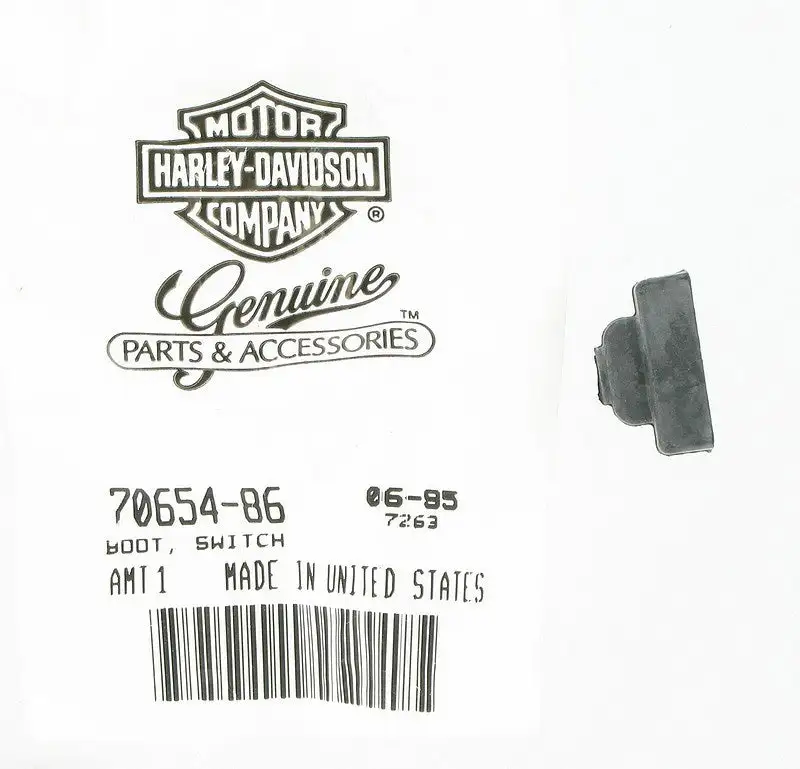 MOTOR
HARLEY-DAVIDSON
COMPANY
®
Genuine
TM
PARTS & ACCESSORIES
70654-86 06-95
7263
BOOT, SWITCH
AMT 1 MADE IN UNITED STATES